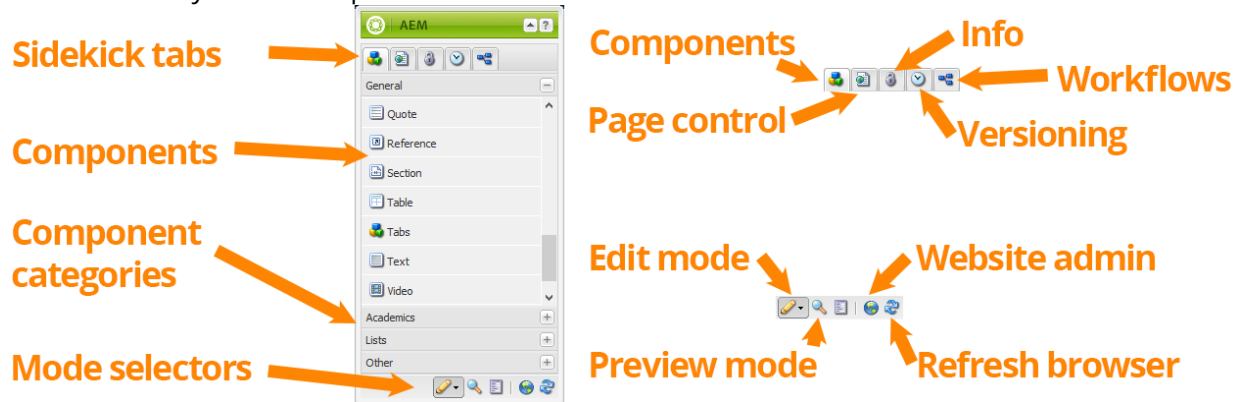 AEM
?
Sidekick tabs
General
Quote
Reference
Components
Section
Table
Component
categories
Tabs
Text
Video
Academics
Lists
Other
Mode selectors
Components
Info
Workflows
Page control
Versioning
Edit mode
Website admin
Preview mode
Refresh browser